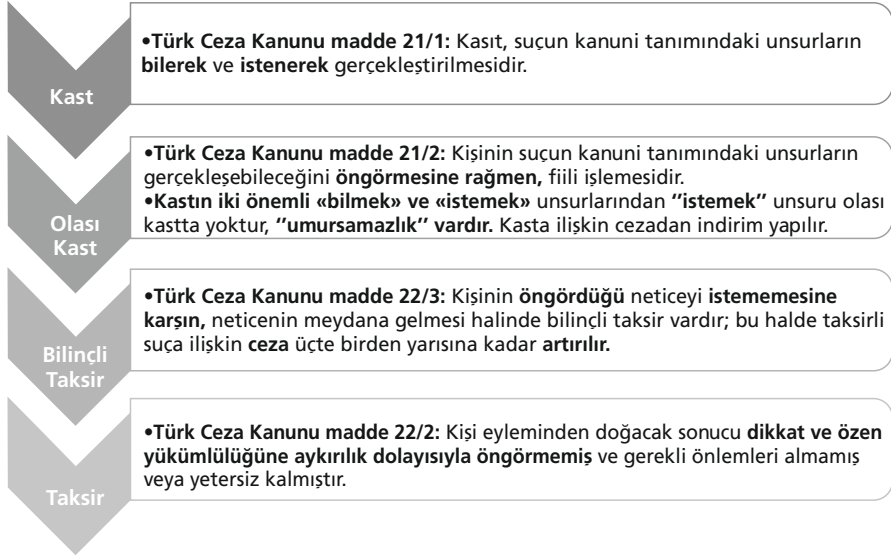 Kast
•Türk Ceza Kanunu madde 21/1: Kasıt, suçun kanuni tanımındaki unsurların
bilerek ve istenerek gerçekleştirilmesidir.
Olası
Kast
•Türk Ceza Kanunu madde 21/2: Kişinin suçun kanuni tanımındaki unsurların
gerçekleşebileceğini öngörmesine rağmen, fiili işlemesidir.
•Kastın iki önemli «bilmek» ve «istemek» unsurlarından ‘‘istemek’’ unsuru olası
kastta yoktur, ‘‘umursamazlık’’ vardır. Kasta ilişkin cezadan indirim yapılır.
Bilinçli
Taksir
•Türk Ceza Kanunu madde 22/3: Kişinin öngördüğü neticeyi istememesine
karşın, neticenin meydana gelmesi halinde bilinçli taksir vardır; bu halde taksirli
suça ilişkin ceza üçte birden yarısına kadar artırılır.
Taksir
•Türk Ceza Kanunu madde 22/2: Kişi eyleminden doğacak sonucu dikkat ve özen
yükümlülüğüne aykırılık dolayısıyla öngörmemiş ve gerekli önlemleri almamış
veya yetersiz kalmıştır.